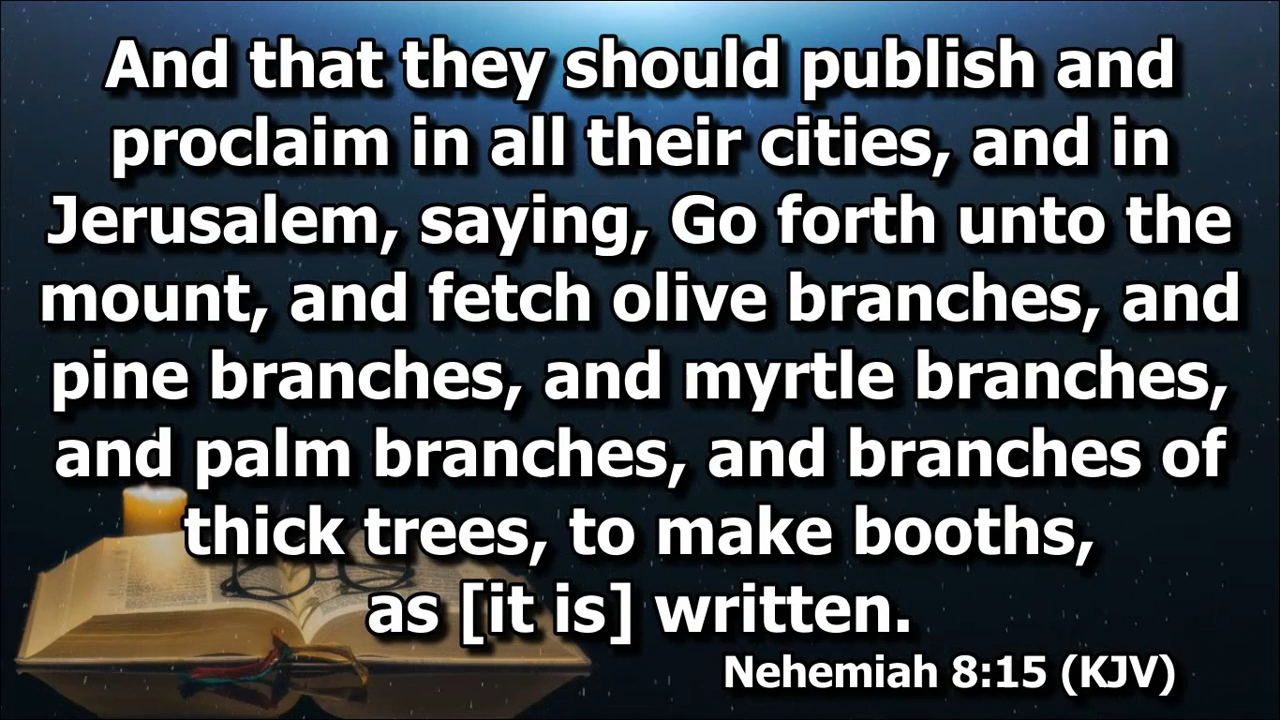 And that they should publish and
proclaim in all their cities, and in
Jerusalem, saying, Go forth unto the
mount, and fetch olive branches, and
pine branches, and myrtle branches,
and palm branches, and branches of
thick trees, to make booths,
as [it is] written.
Nehemiah 8:15 (KJV)